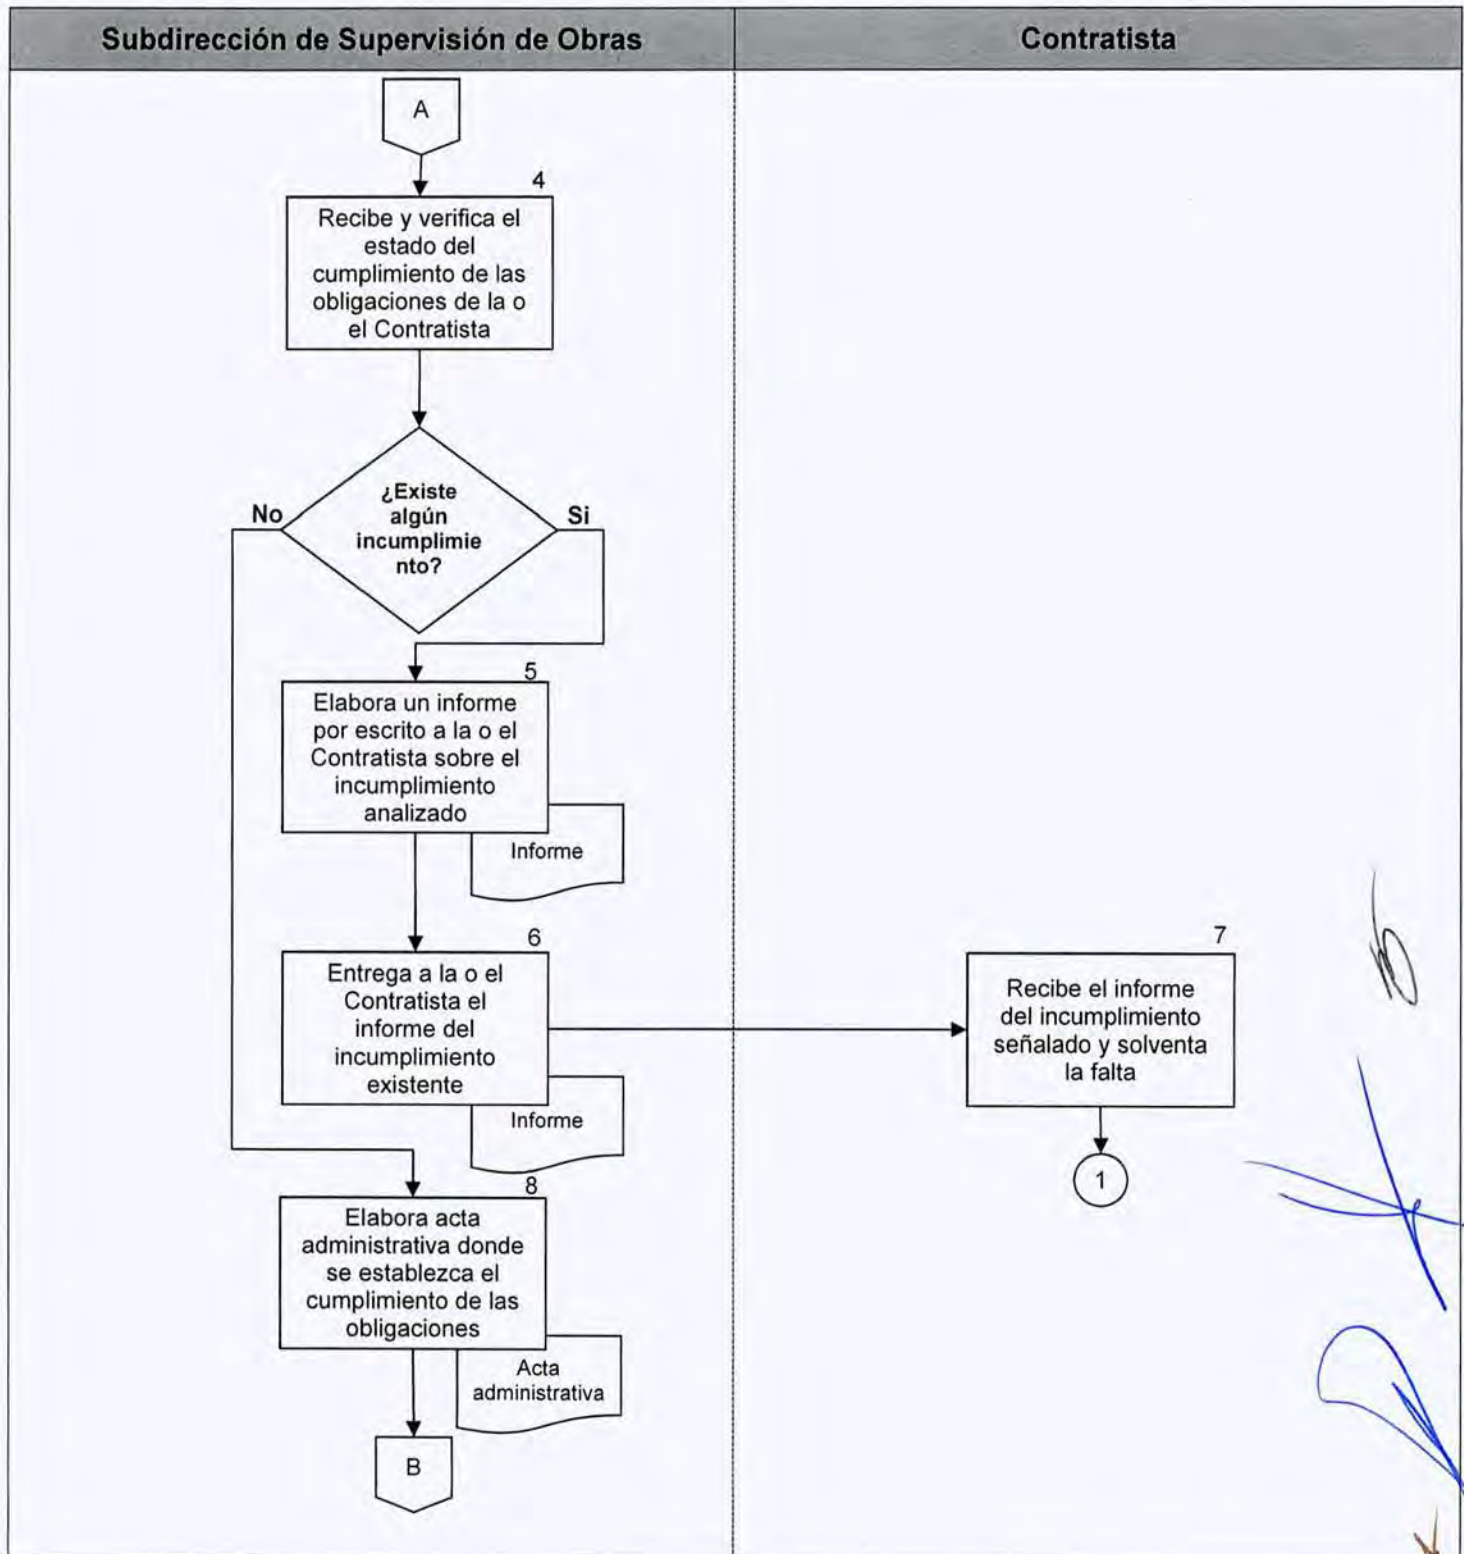 Subdirección de Supervisión de Obras
Contratista
A
4
Recibe y verifica el
estado del
cumplimiento de las
obligaciones de la o
el Contratista
¿Existe
algún
incumplimie
nto?
No
Si
5
Elabora un informe
por escrito a la o el
Contratista sobre el
incumplimiento
analizado
Informe
6
Entrega a la o el
Contratista el
informe del
incumplimiento
existente
Informe
7
Recibe el informe
del incumplimiento
señalado y solventa
la falta
1
8
Elabora acta
administrativa donde
se establezca el
cumplimiento de las
obligaciones
Acta
administrativa
B